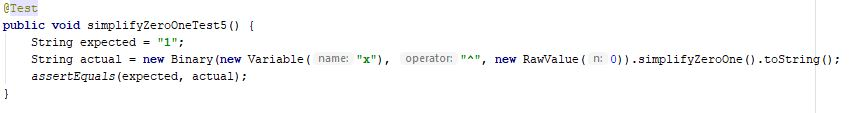 @Test
public void simplifyZeroOneTest5() {
    String expected = "1";
    String actual = new Binary(new Variable( name: "x"), operator: "^", new RawValue( n: 0)).simplifyZeroOne().toString();
    assertEquals(expected, actual);
}